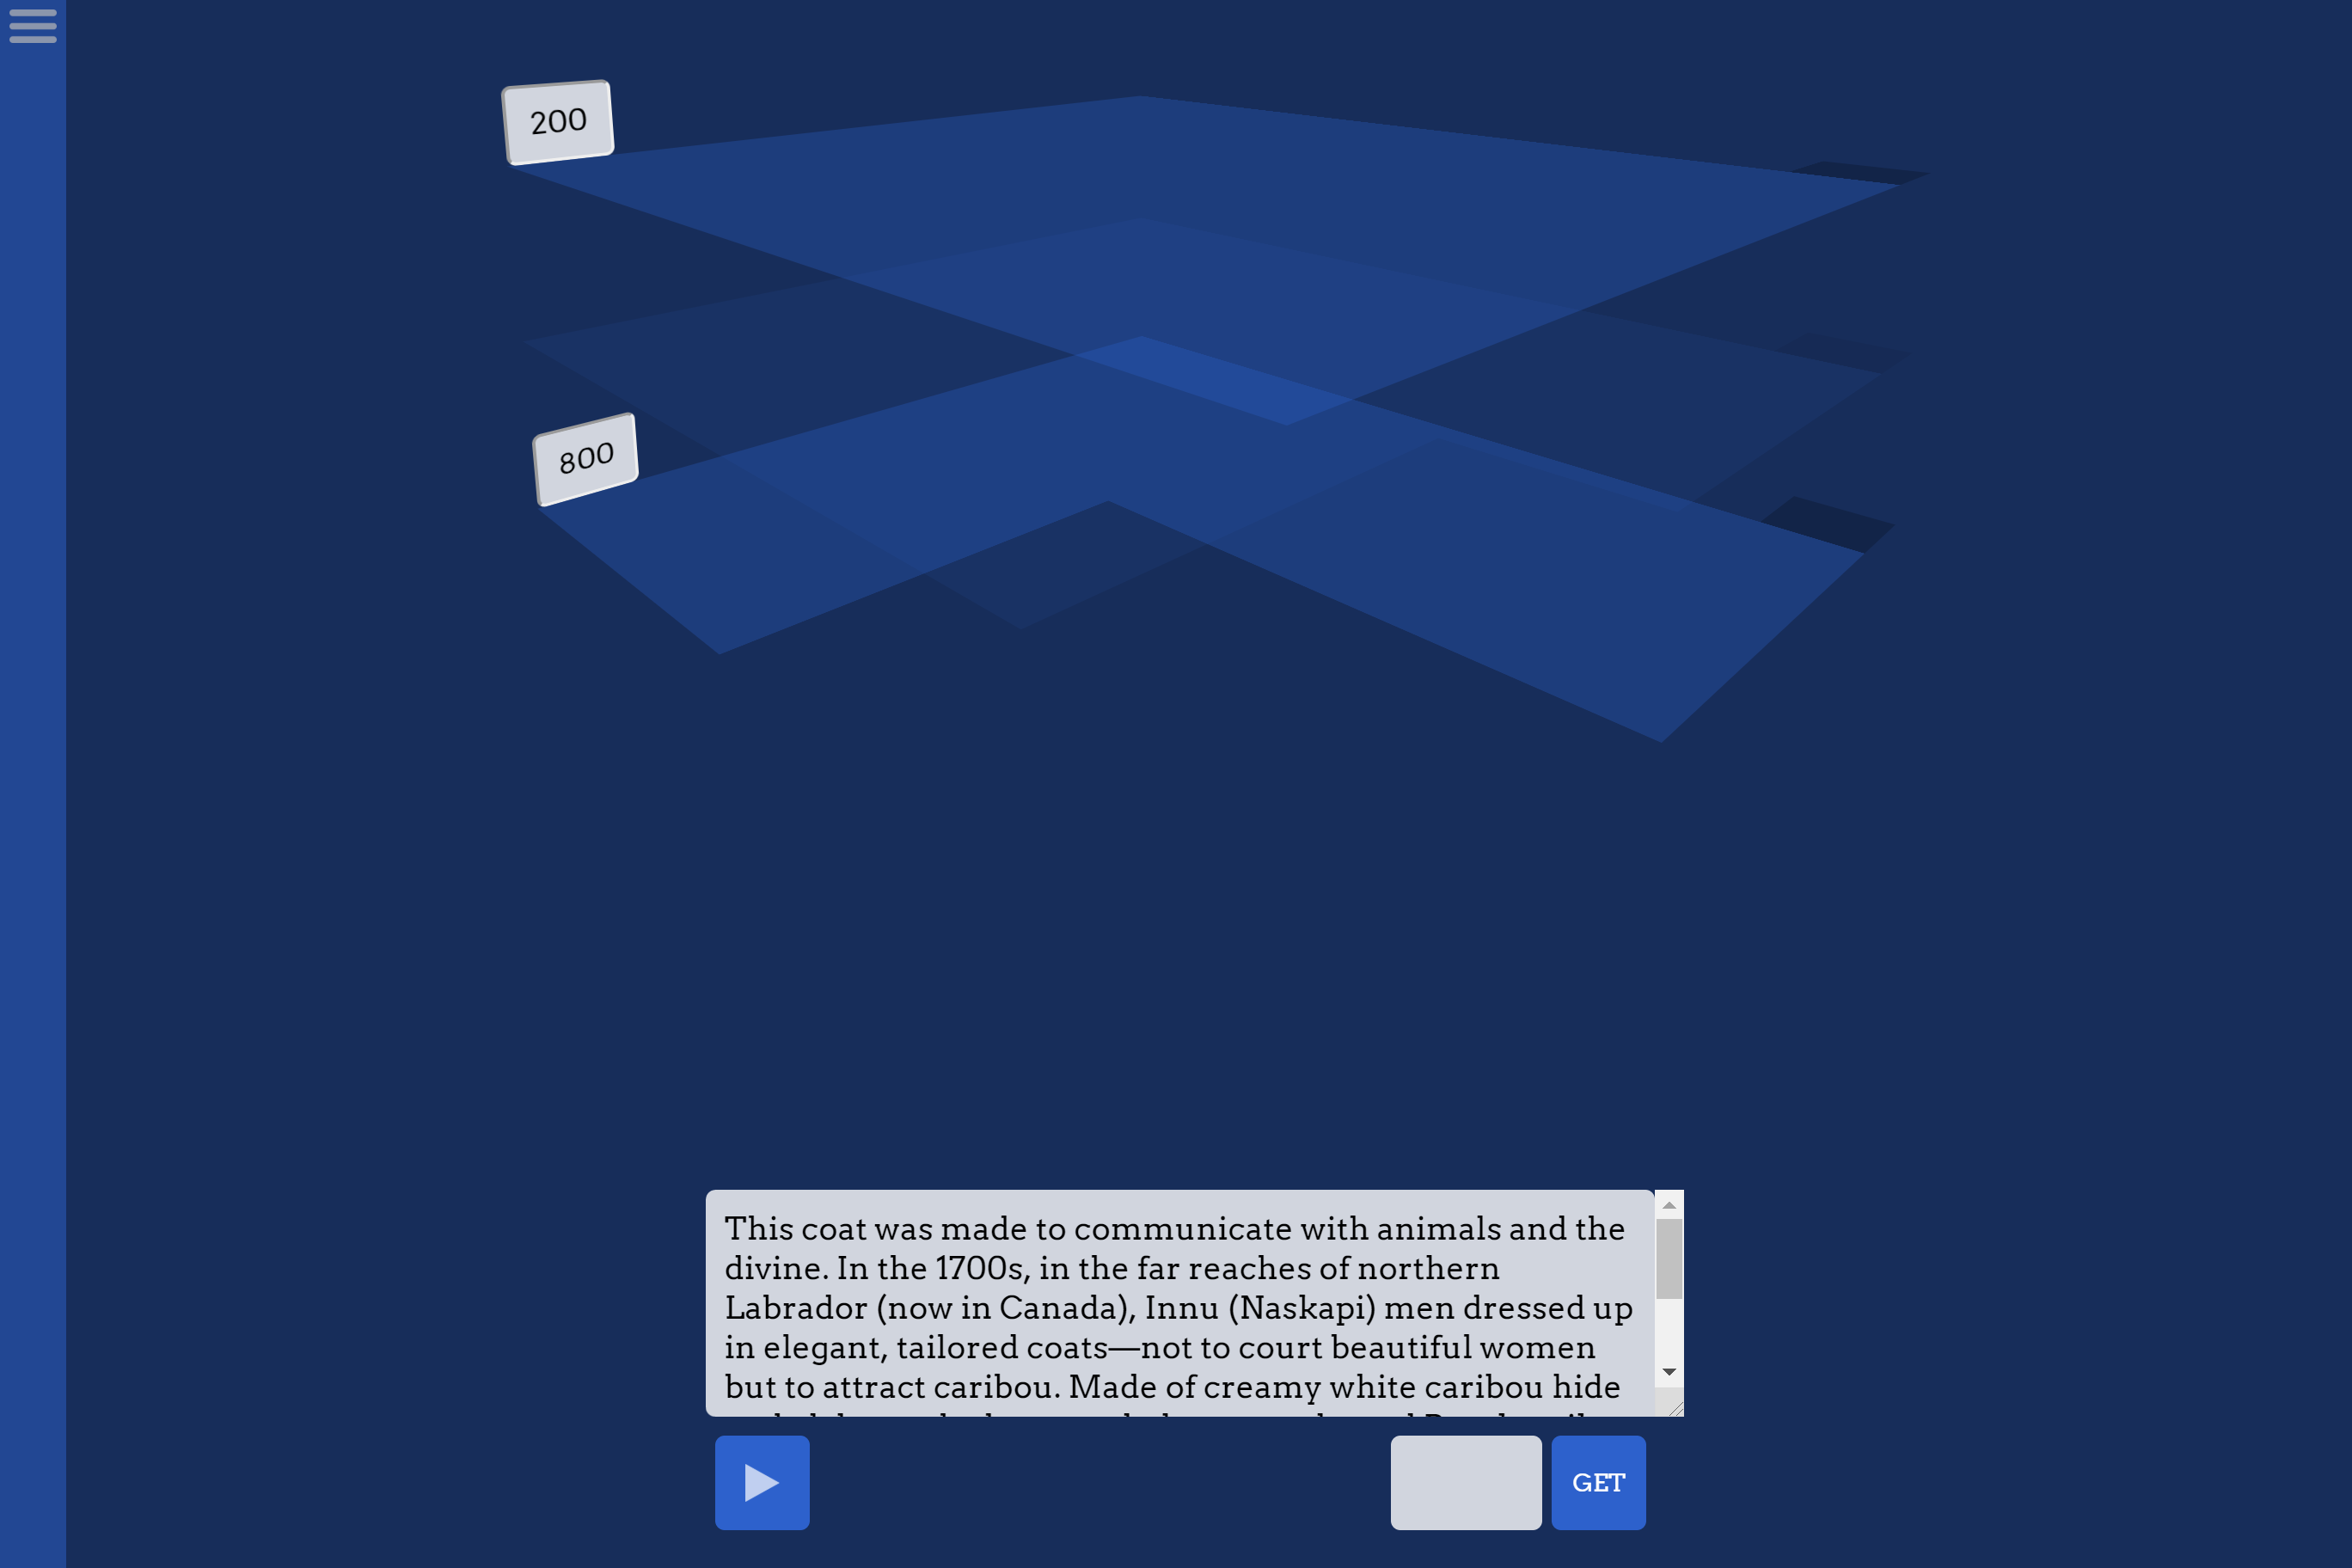 200
800
This coat was made to communicate with animals and the
divine. In the 1700s, in the far reaches of northern
Labrador (now in Canada), Innu (Naskapi) men dressed up
in elegant, tailored coats—not to court beautiful women
but to attract caribou. Made of creamy white caribou hide
GET